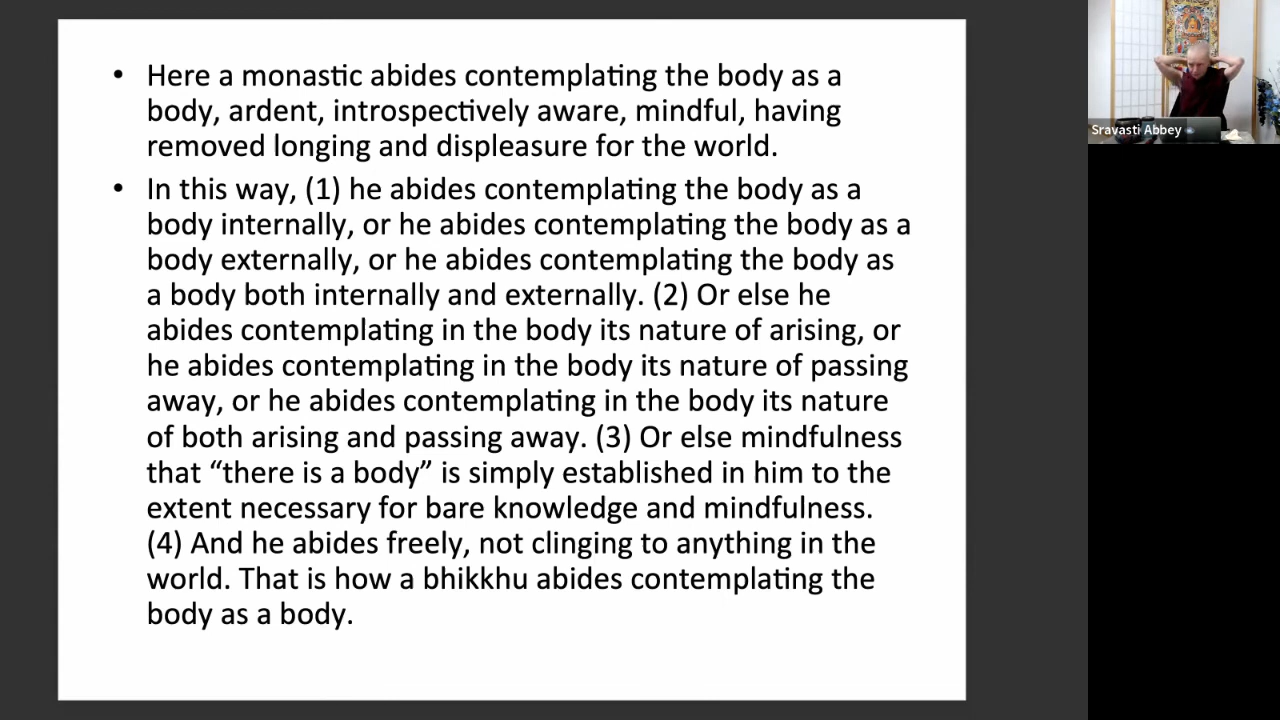 • Here a monastic abides contemplating the body as a
body, ardent, introspectively aware, mindful, having
removed longing and displeasure for the world.
• In this way, (1) he abides contemplating the body as a
body internally, or he abides contemplating the body as a
body externally, or he abides contemplating the body as
a body both internally and externally. (2) Or else he
abides contemplating in the body its nature of arising, or
he abides contemplating in the body its nature of passing
away, or he abides contemplating in the body its nature
of both arising and passing away. (3) Or else mindfulness
that “there is a body” is simply established in him to the
extent necessary for bare knowledge and mindfulness.
(4) And he abides freely, not clinging to anything in the
world. That is how a bhikkhu abides contemplating the
body as a body.
Sravasti Abbey